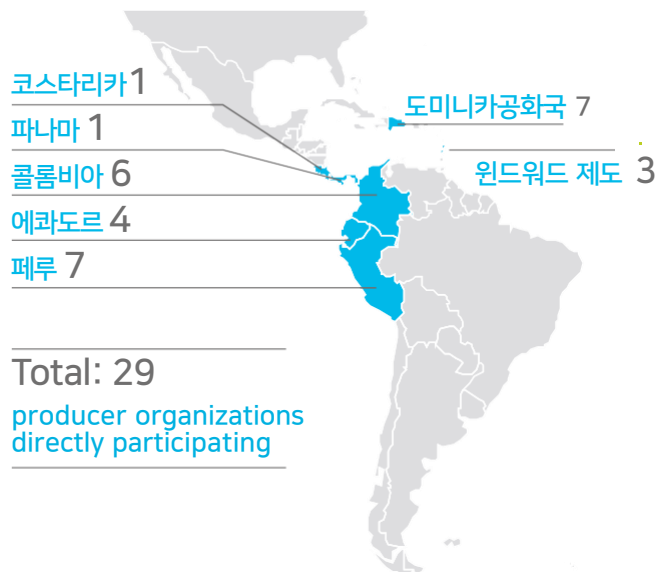 코스타리카 1
파나마 1
콜롬비아 6
에콰도르 4
페루 7
도미니카공화국 7
윈드워드 제도 3
Total: 29
producer organizations
directly participating